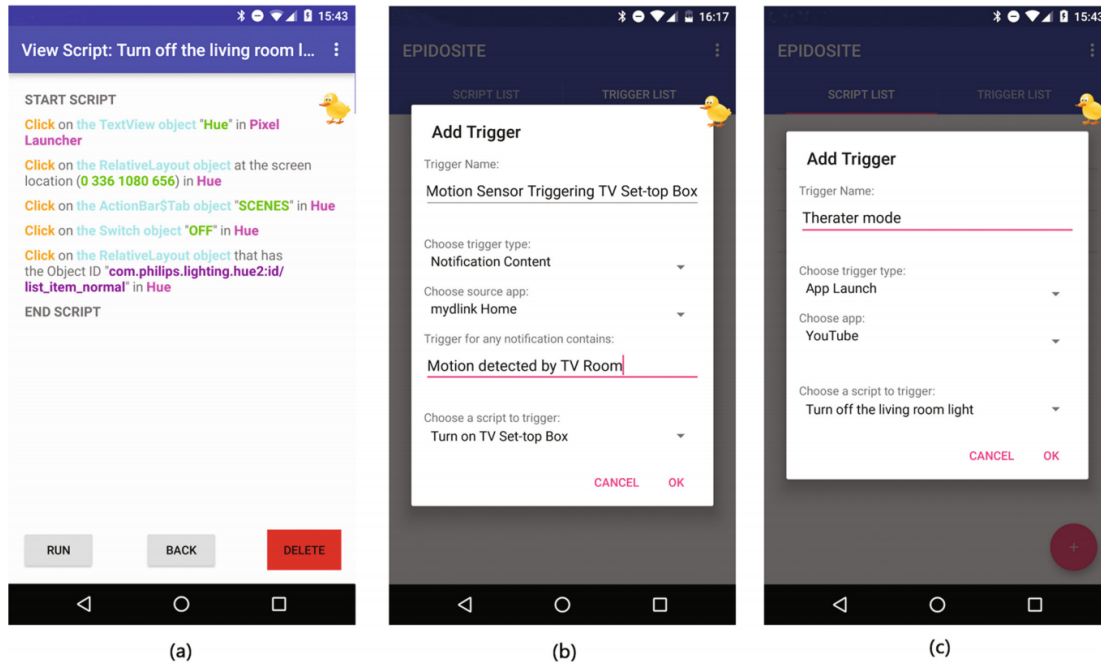 15:43
View Script: Turn off the living room l...
START SCRIPT
Click on the TextView object "Hue" in Pixel
Launcher
Click on the RelativeLayout object at the screen
location (0 336 1080 656) in Hue
Click on the ActionBar$Tab object "SCENES" in Hue
Click on the Switch object "OFF" in Hue
Click on the RelativeLayout object that has
the Object ID "com.philips.lighting.hue2:id/
list_item_normal" in Hue
END SCRIPT
RUN
BACK
DELETE
(a)
16:17
EPIDOSITE
SCRIPT LIST
TRIGGER LIST
Add Trigger
Trigger Name:
Motion Sensor Triggering TV Set-top Box
Choose trigger type:
Notification Content
Choose source app:
mydlink Home
Trigger for any notification contains:
Motion detected by TV Room
Choose a script to trigger:
Turn on TV Set-top Box
CANCEL
OK
(b)
15:43
EPIDOSITE
SCRIPT LIST
TRIGGER LIST
Add Trigger
Trigger Name:
Therater mode
Choose trigger type:
App Launch
Choose app:
YouTube
Choose a script to trigger:
Turn off the living room light
CANCEL
OK
+
(c)